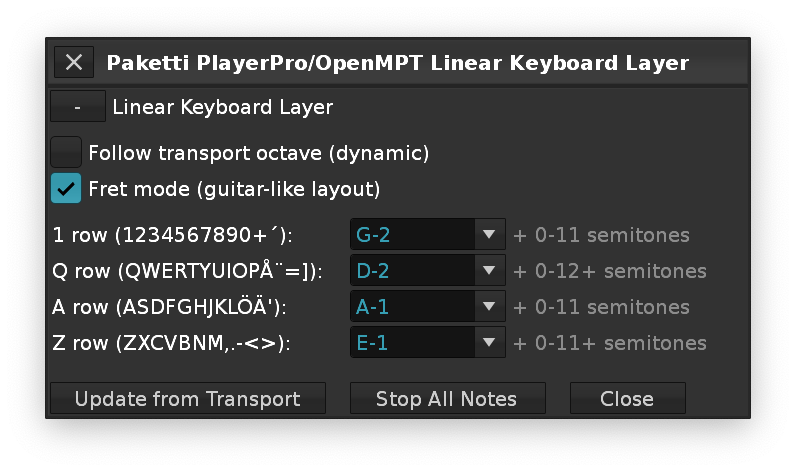 Paketti PlayerPro/OpenMPT Linear Keyboard Layer
- Linear Keyboard Layer
Follow transport octave (dynamic)
Fret mode (guitar-like layout)
1 row (1234567890+´): G-2 + 0-11 semitones
Q row (QWERTYUIOPÅ¨=]): D-2 + 0-12+ semitones
A row (ASDFGHJKLÖÄ'): A-1 + 0-11 semitones
Z row (ZXCVBNM,.-<>): E-1 + 0-11+ semitones
Update from Transport Stop All Notes Close